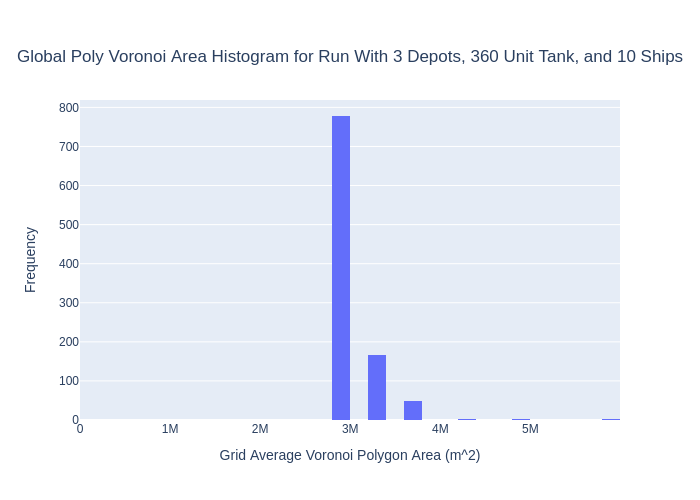 Global Poly Voronoi Area Histogram for Run With 3 Depots, 360 Unit Tank, and 10 Ships
800
700
600
500
400
300
200
100
0
Frequency
0 1M 2M 3M 4M 5M
Grid Average Voronoi Polygon Area (m^2)